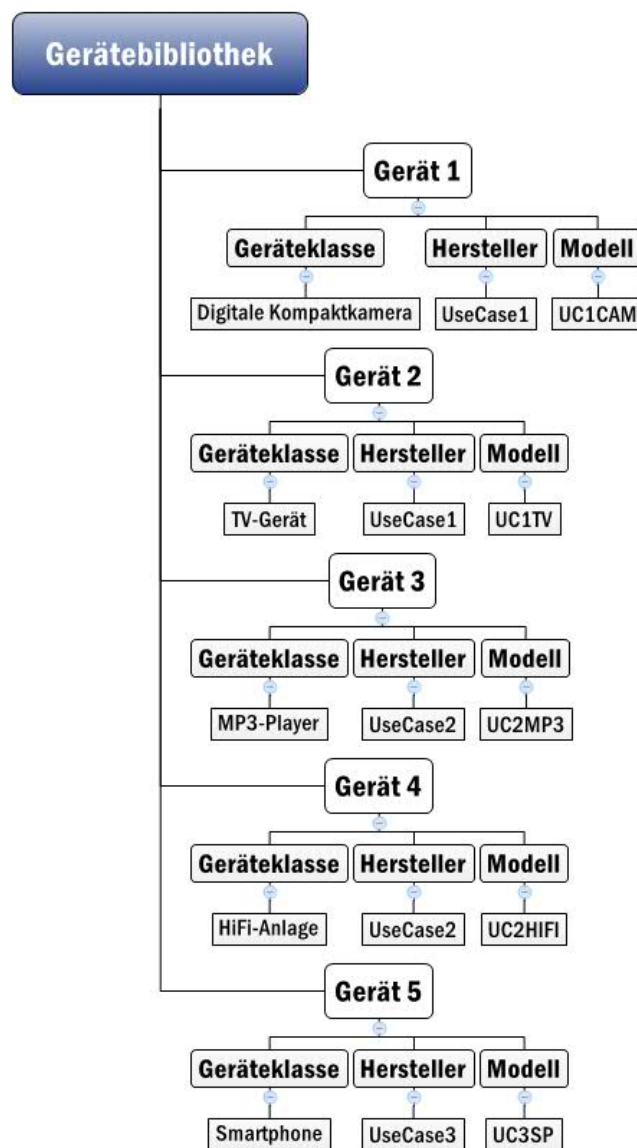 Gerätebibliothek
Gerät 1
Geräteklasse Hersteller Modell
Digitale Kompaktkamera UseCase1 UC1CAM
Gerät 2
Geräteklasse Hersteller Modell
TV-Gerät UseCase1 UC1TV
Gerät 3
Geräteklasse Hersteller Modell
MP3-Player UseCase2 UC2MP3
Gerät 4
Geräteklasse Hersteller Modell
HiFi-Anlage UseCase2 UC2HIFI
Gerät 5
Geräteklasse Hersteller Modell
Smartphone UseCase3 UC3SP